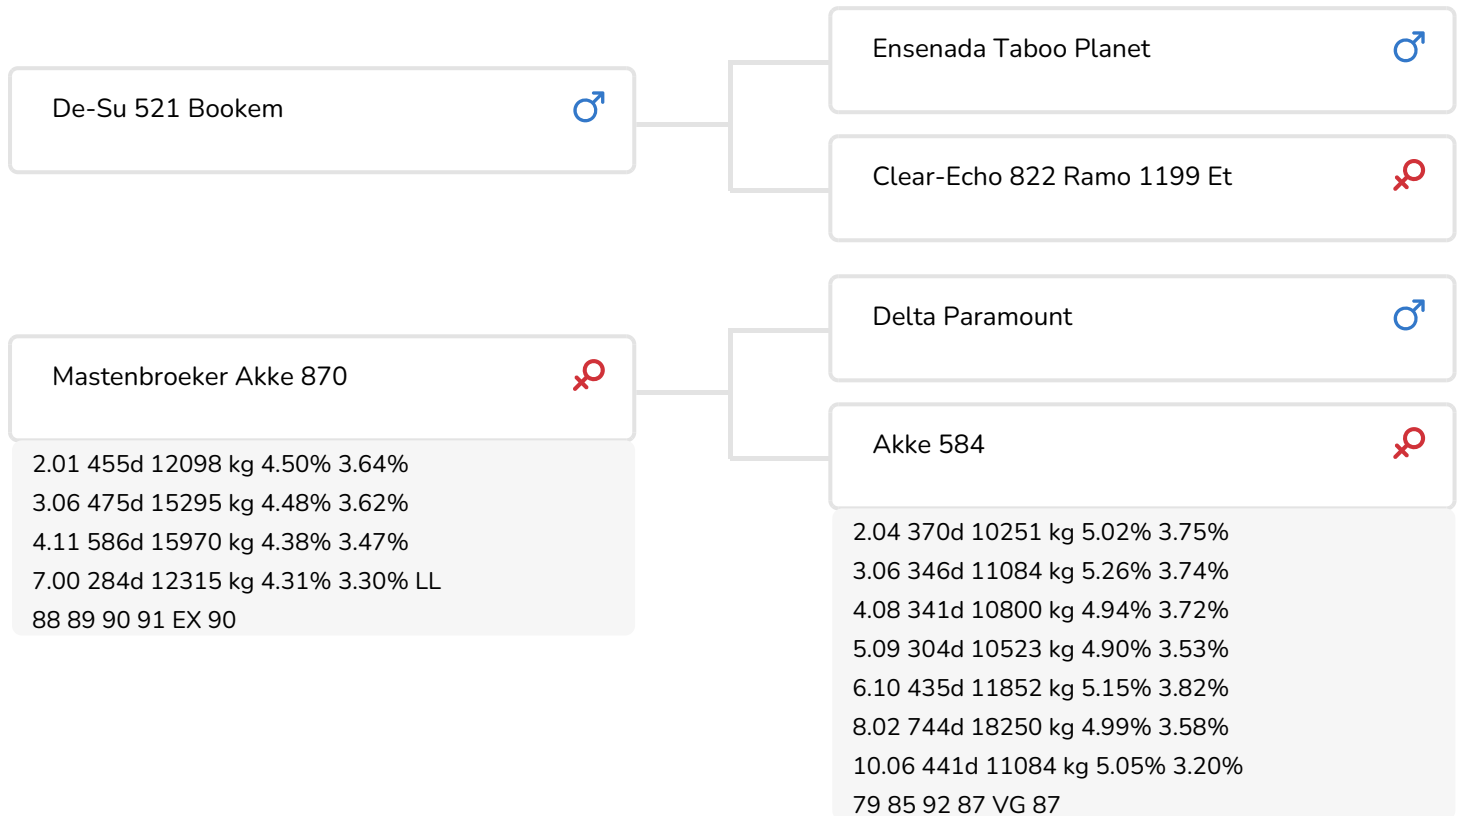 De-Su 521 Bookem
Mastenbroeker Akke 870
2.01 455d 12098 kg 4.50% 3.64%
3.06 475d 15295 kg 4.48% 3.62%
4.11 586d 15970 kg 4.38% 3.47%
7.00 284d 12315 kg 4.31% 3.30% LL
88 89 90 91 EX 90
Ensenada Taboo Planet
Clear-Echo 822 Ramo 1199 Et
Delta Paramount
Akke 584
2.04 370d 10251 kg 5.02% 3.75%
3.06 346d 11084 kg 5.26% 3.74%
4.08 341d 10800 kg 4.94% 3.72%
5.09 304d 10523 kg 4.90% 3.53%
6.10 435d 11852 kg 5.15% 3.82%
8.02 744d 18250 kg 4.99% 3.58%
10.06 441d 11084 kg 5.05% 3.20%
79 85 92 87 VG 87